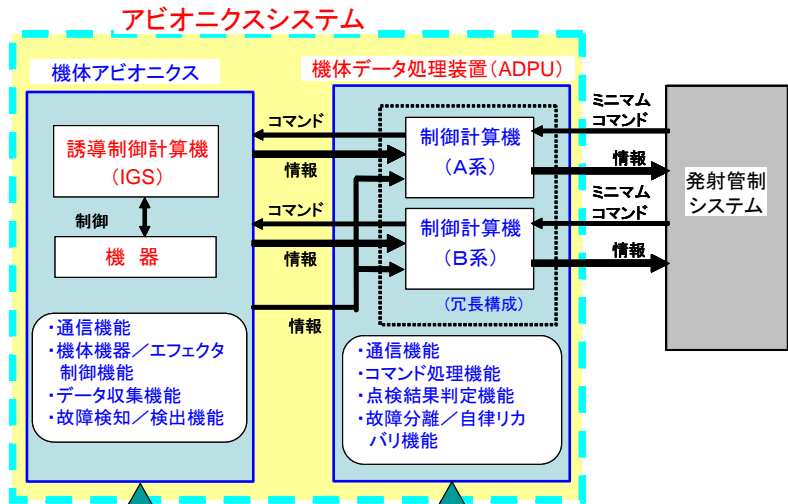 アビオニクスシステム
機体アビオニクス
機体データ処理装置(ADPU)
誘導制御計算機
(IGS)
制御
機 器
コマンド
情報
コマンド
情報
情報
制御計算機
(A系)
制御計算機
(B系)
(冗長構成)
ミニマム
コマンド
情報
ミニマム
コマンド
情報
発射管制
システム
・通信機能
・機体機器/エフェクタ
制御機能
・データ収集機能
・故障検知/検出機能
・通信機能
・コマンド処理機能
・点検結果判定機能
・故障分離/自律リカ
バリ機能